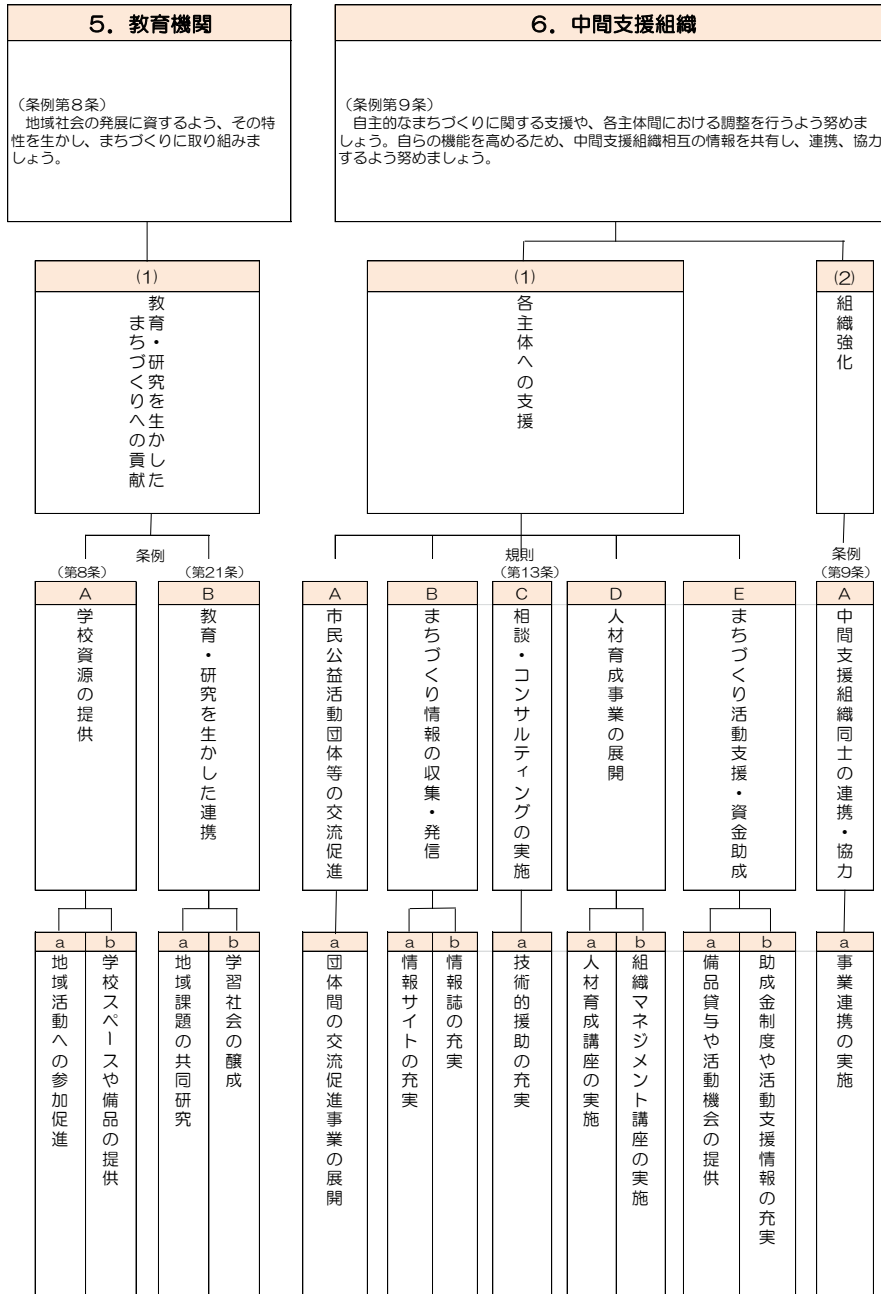 5．教育機関
（条例第８条）
　地域社会の発展に資するよう、その特
性を生かし、まちづくりに取り組みま
しょう。
6．中間支援組織
（条例第９条）
　自主的なまちづくりに関する支援や、各主体間における調整を行うよう努めま
しょう。自らの機能を高めるため、中間支援組織相互の情報を共有し、連携、協力
するよう努めましょう。
(1)
教育・研究を生かした
まちづくりへの貢献
(1)
各主体への支援
(2)
組織強化
条例
（第8条）
（第21条）
規則
（第13条）
条例
（第9条）
A
学校資源の提供
B
教育・研究を生かした連携
A
市民公益活動団体等の交流促進
B
まちづくり情報の収集・発信
C
相談・コンサルティングの実施
D
人材育成事業の展開
E
まちづくり活動支援・資金助成
A
中間支援組織同士の連携・協力
a
地域活動への参加促進
b
学校スペースや備品の提供
a
地域課題の共同研究
b
学習社会の醸成
a
団体間の交流促進事業の展開
a
情報サイトの充実
b
情報誌の充実
a
技術的援助の充実
a
人材育成講座の実施
b
組織マネジメント講座の実施
a
備品貸与や活動機会の提供
b
助成金制度や活動支援情報の充実
a
事業連携の実施